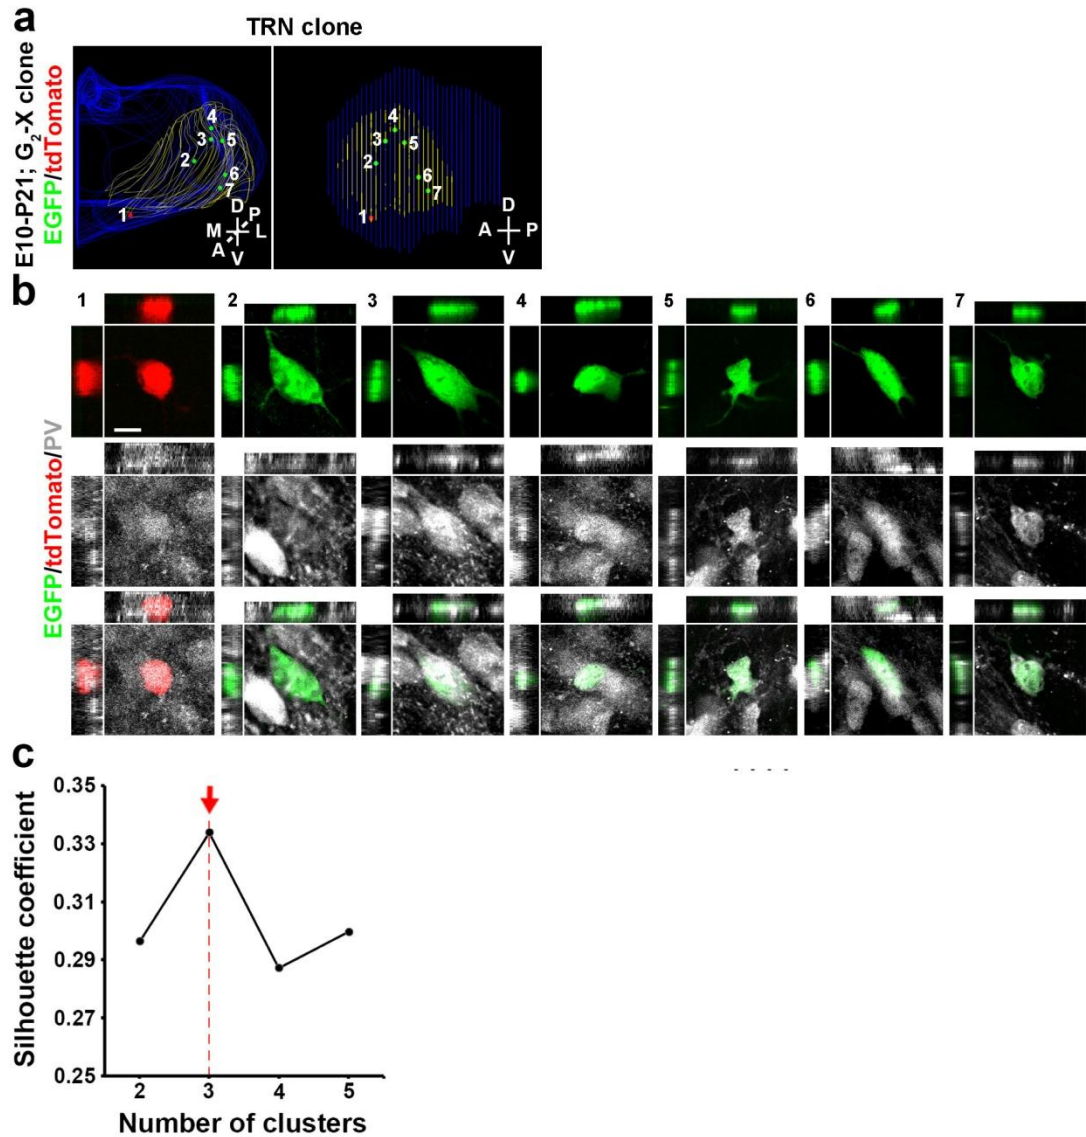 a
TRN clone
E10-P21; G2-X clone
EGFP/tdTomato
4
3
5
2
6
7
1
D
P
M
L
A
V
4
3
5
2
6
7
1
D
A
P
V
b
1
2
3
4
5
6
7
EGFP/tdTomato/PV
c
- - - -
0.35
0.33
0.31
0.29
0.27
0.25
2
3
4
5
Silhouette coefficient
Number of clusters